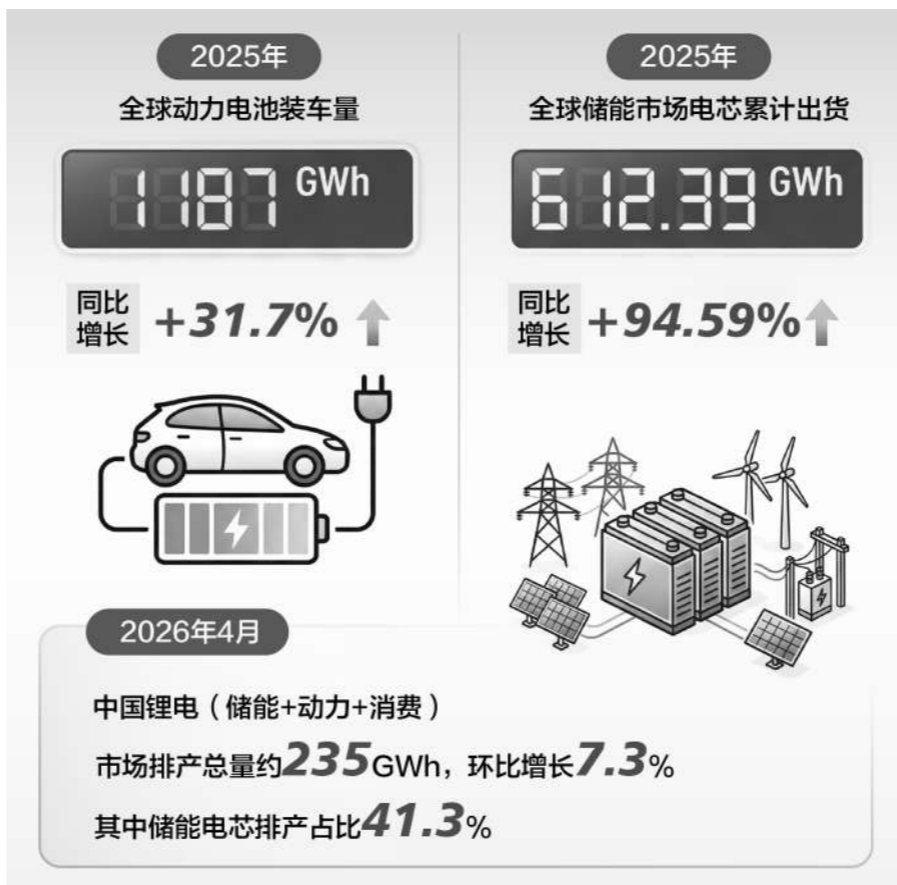 2025年
全球动力电池装车量
1187 GWh
同比
增长
+31.7%
2025年
全球储能市场电芯累计出货
612.39 GWh
同比
增长
+94.59%
2026年4月
中国锂电（储能+动力+消费）
市场排产总量约235GWh，环比增长7.3%
其中储能电芯排产占比41.3%